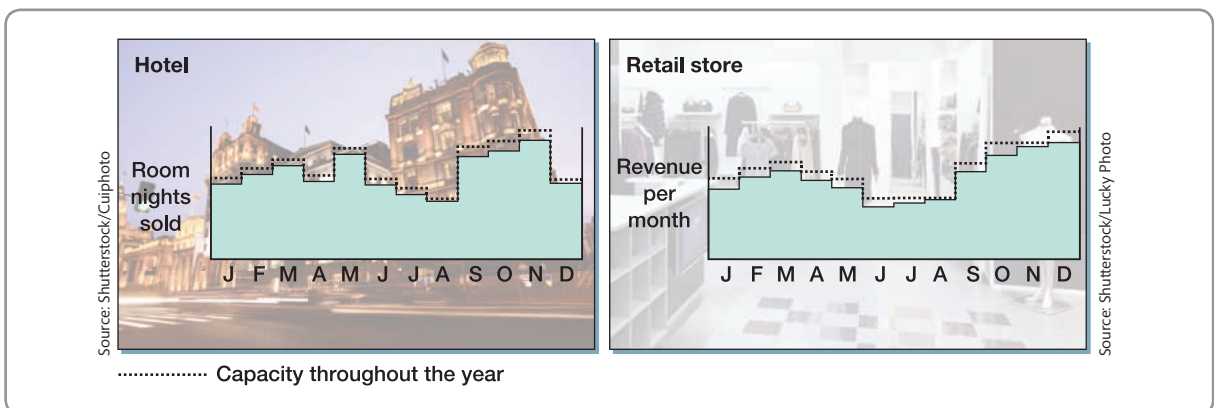 Hotel
Room
nights
sold
J F M A M J J A S O N D
Source: Shutterstock/Cuiphoto
Retail store
Revenue
per
month
J F M A M J J A S O N D
Source: Shutterstock/Lucky Photo
Capacity throughout the year